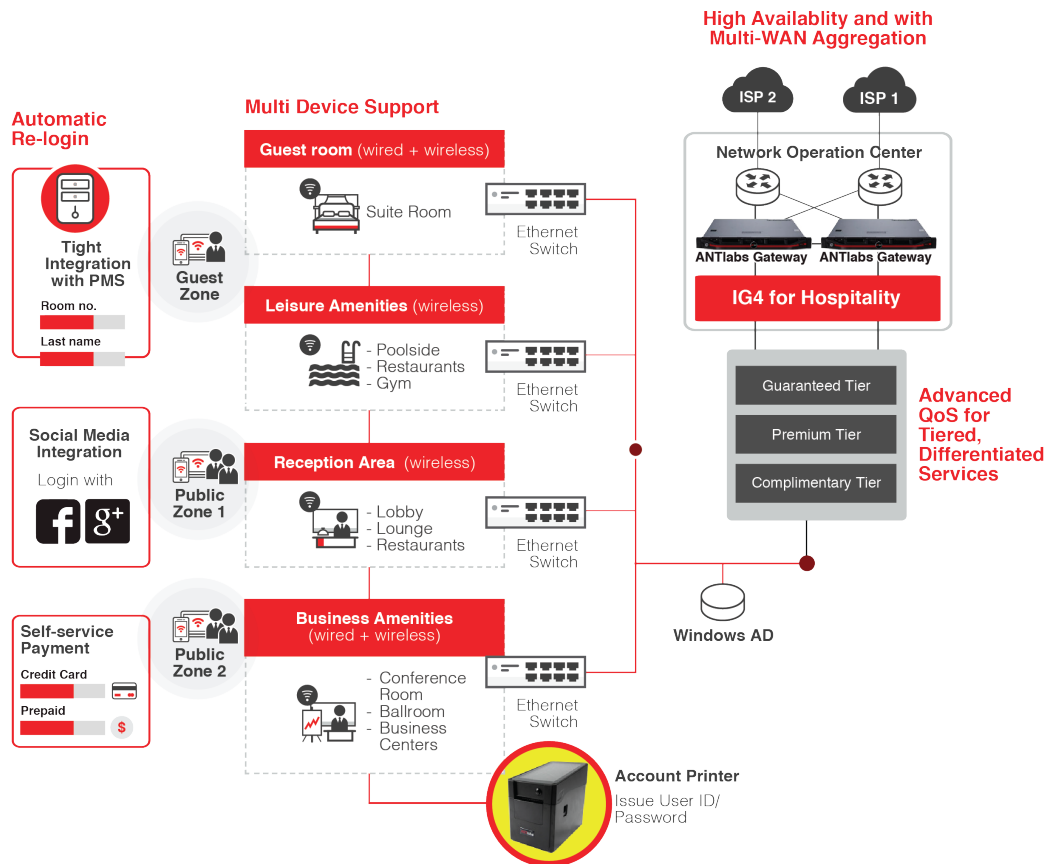 High Availablity and with
Multi-WAN Aggregation
ISP 2
ISP 1
Network Operation Center
ANTlabs Gateway
ANTlabs Gateway
IG4 for Hospitality
Guaranteed Tier
Premium Tier
Complimentary Tier
Advanced
QoS for
Tiered,
Differentiated
Services
Windows AD
Automatic
Re-login
Tight
Integration
with PMS
Room no.
Last name
Guest
Zone
Social Media
Integration
Login with
f
g+
Public
Zone 1
Self-service
Payment
Credit Card
Prepaid
$
Public
Zone 2
Multi Device Support
Guest room (wired + wireless)
Suite Room
Ethernet
Switch
Leisure Amenities (wireless)
- Poolside
- Restaurants
- Gym
Ethernet
Switch
Reception Area (wireless)
- Lobby
- Lounge
- Restaurants
Ethernet
Switch
Business Amenities
(wired + wireless)
- Conference
Room
- Ballroom
- Business
Centers
Ethernet
Switch
Account Printer
Issue User ID/
Password